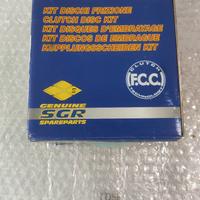 KIT DISCHI FRIZIONE
CLUTCH DISC KIT
KIT DISQUES D'EMBRAYAGE
KIT DISCOS DE EMBRAGUE
KUPPLUNGSSCHEIBEN KIT
CLUTCH
F.C.C.
GENUINE
SGR
SPAREPARTS